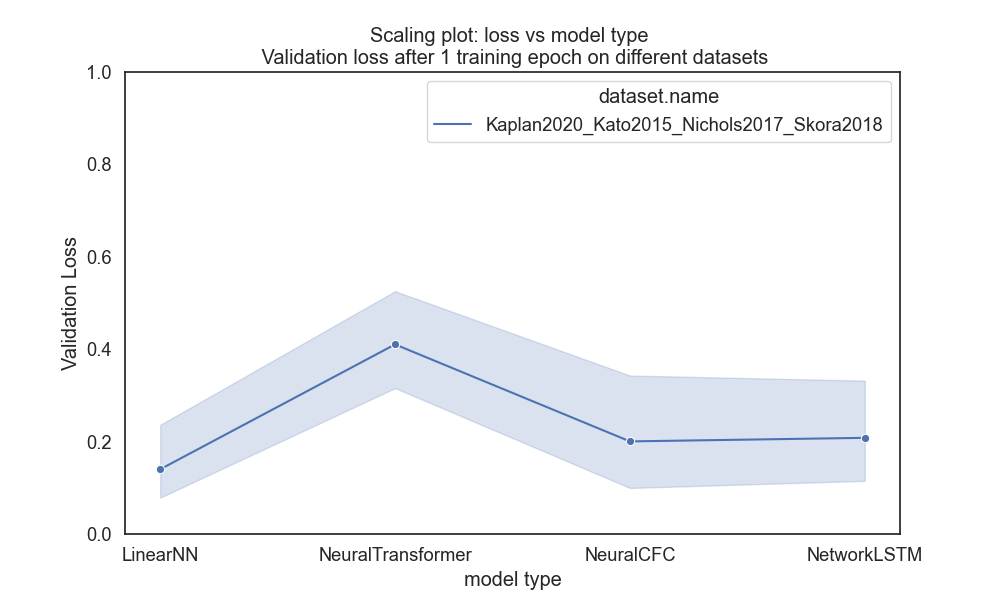 Scaling plot: loss vs model type
Validation loss after 1 training epoch on different datasets
dataset.name
Kaplan2020_Kato2015_Nichols2017_Skora2018
1.0
0.8
0.6
0.4
0.2
0.0
Validation Loss
LinearNN NeuralTransformer NeuralCFC NetworkLSTM
model type